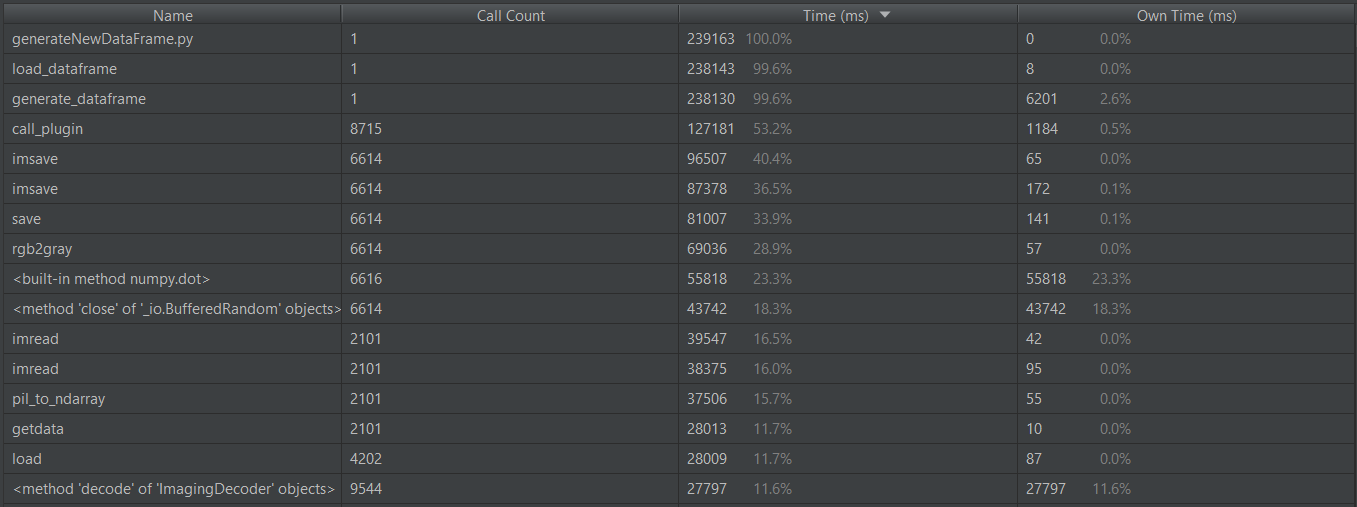 Name Call Count Time (ms) Own Time (ms)
generateNewDataFrame.py 1 239163 100.0% 0 0.0%
load_dataframe 1 238143 99.6% 8 0.0%
generate_dataframe 1 238130 99.6% 6201 2.6%
call_plugin 8715 127181 53.2% 1184 0.5%
imsave 6614 96507 40.4% 65 0.0%
imsave 6614 87378 36.5% 172 0.1%
save 6614 81007 33.9% 141 0.1%
rgb2gray 6614 69036 28.9% 57 0.0%
<built-in method numpy.dot> 6616 55818 23.3% 55818 23.3%
<method 'close' of '_io.BufferedRandom' objects> 6614 43742 18.3% 43742 18.3%
imread 2101 39547 16.5% 42 0.0%
imread 2101 38375 16.0% 95 0.0%
pil_to_ndarray 2101 37506 15.7% 55 0.0%
getdata 2101 28013 11.7% 10 0.0%
load 4202 28009 11.7% 87 0.0%
<method 'decode' of 'ImagingDecoder' objects> 9544 27797 11.6% 27797 11.6%